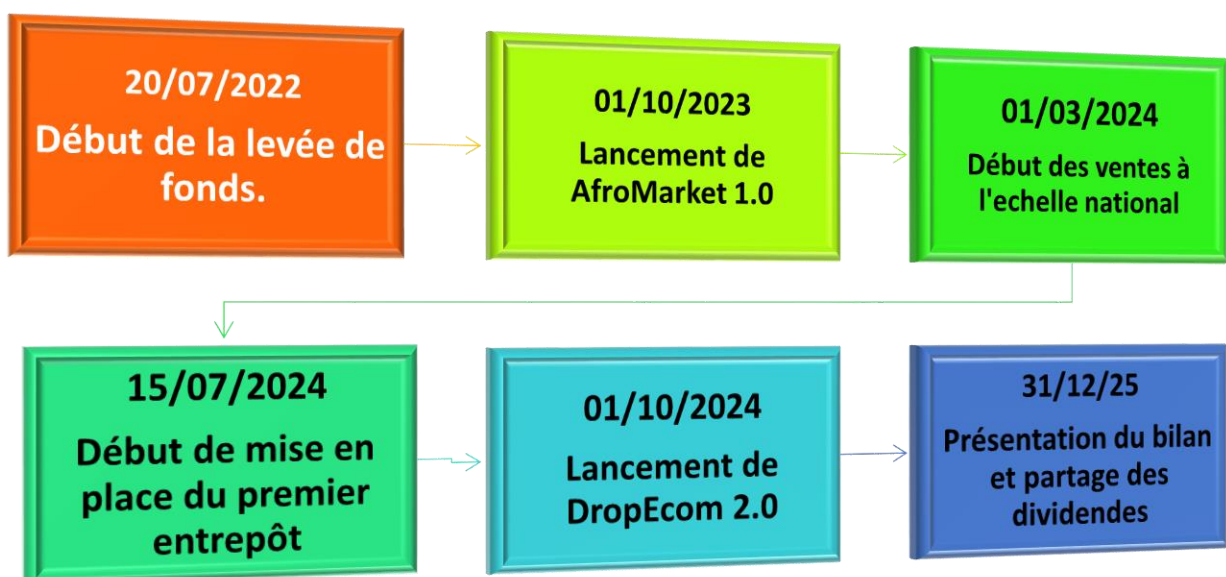 20/07/2022
Début de la levée de
fonds.
01/10/2023
Lancement de
AfroMarket 1.0
01/03/2024
Début des ventes à
l'echelle national
15/07/2024
Début de mise en
place du premier
entrepôt
01/10/2024
Lancement de
DropEcom 2.0
31/12/25
Présentation du bilan
et partage des
dividendes